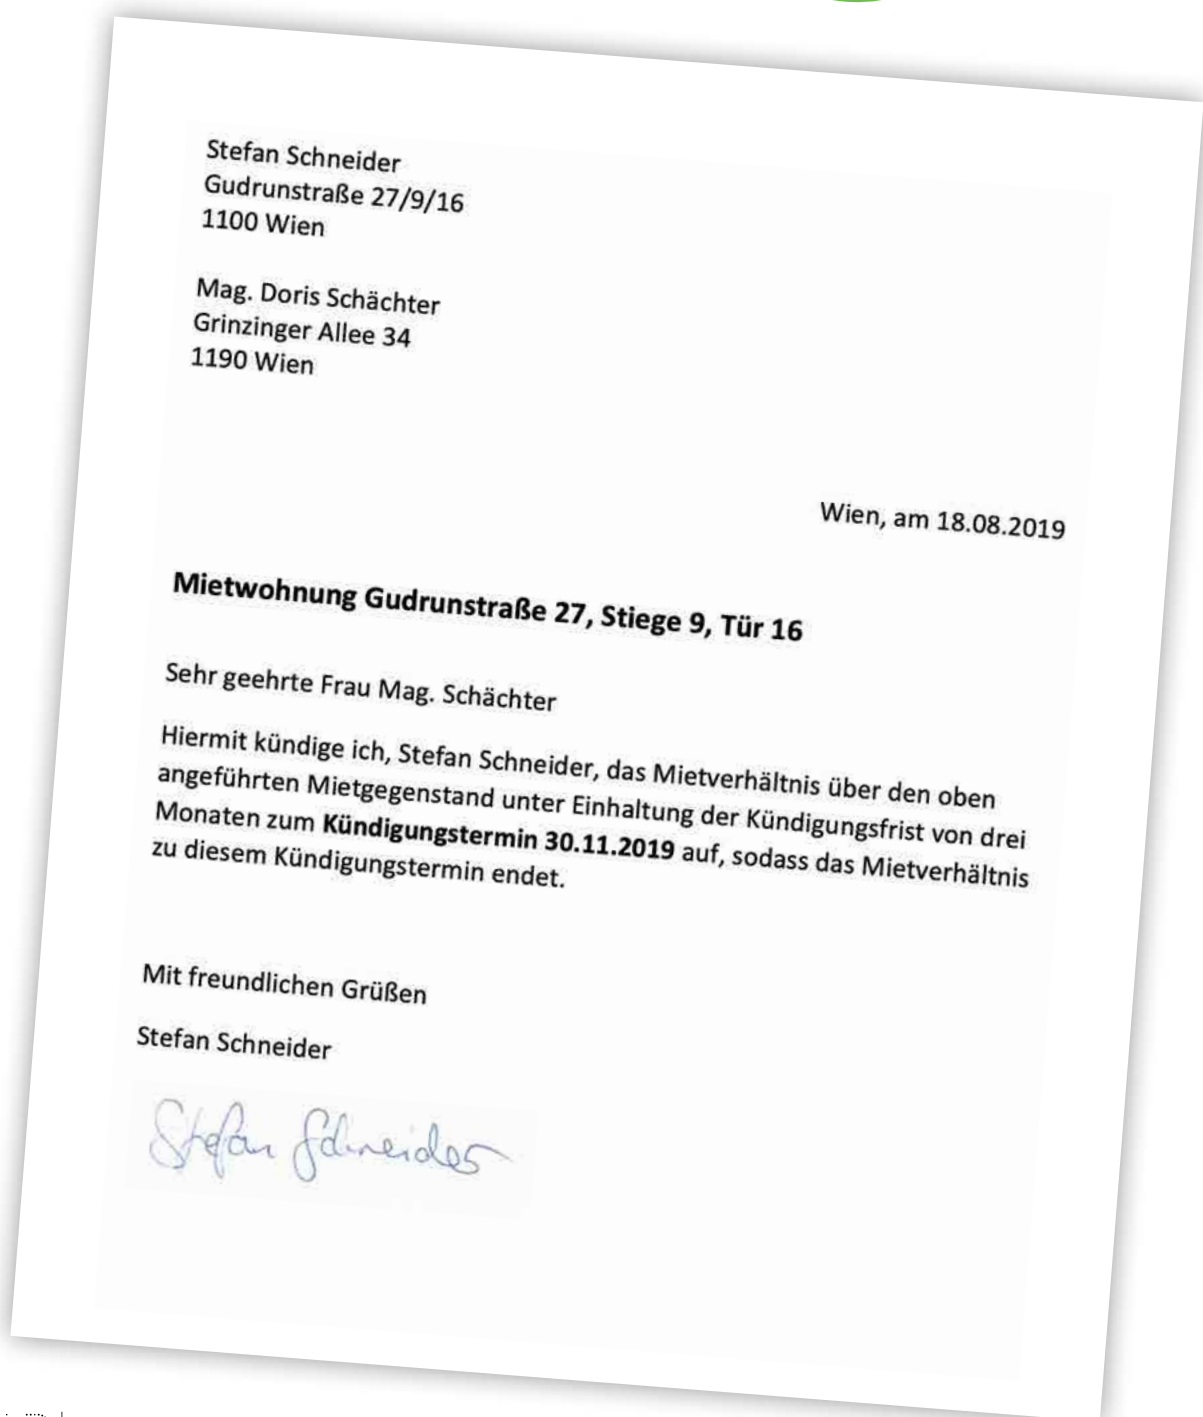 Stefan Schneider
Gudrunstraße 27/9/16
1100 Wien
Mag. Doris Schächter
Grinzinger Allee 34
1190 Wien
Wien, am 18.08.2019
Mietwohnung Gudrunstraße 27, Stiege 9, Tür 16
Sehr geehrte Frau Mag. Schächter
Hiermit kündige ich, Stefan Schneider, das Mietverhältnis über den oben
angeführten Mietgegenstand unter Einhaltung der Kündigungsfrist von drei
Monaten zum Kündigungstermin 30.11.2019 auf, sodass das Mietverhältnis
zu diesem Kündigungstermin endet.
Mit freundlichen Grüßen
Stefan Schneider
Stefan Schneider